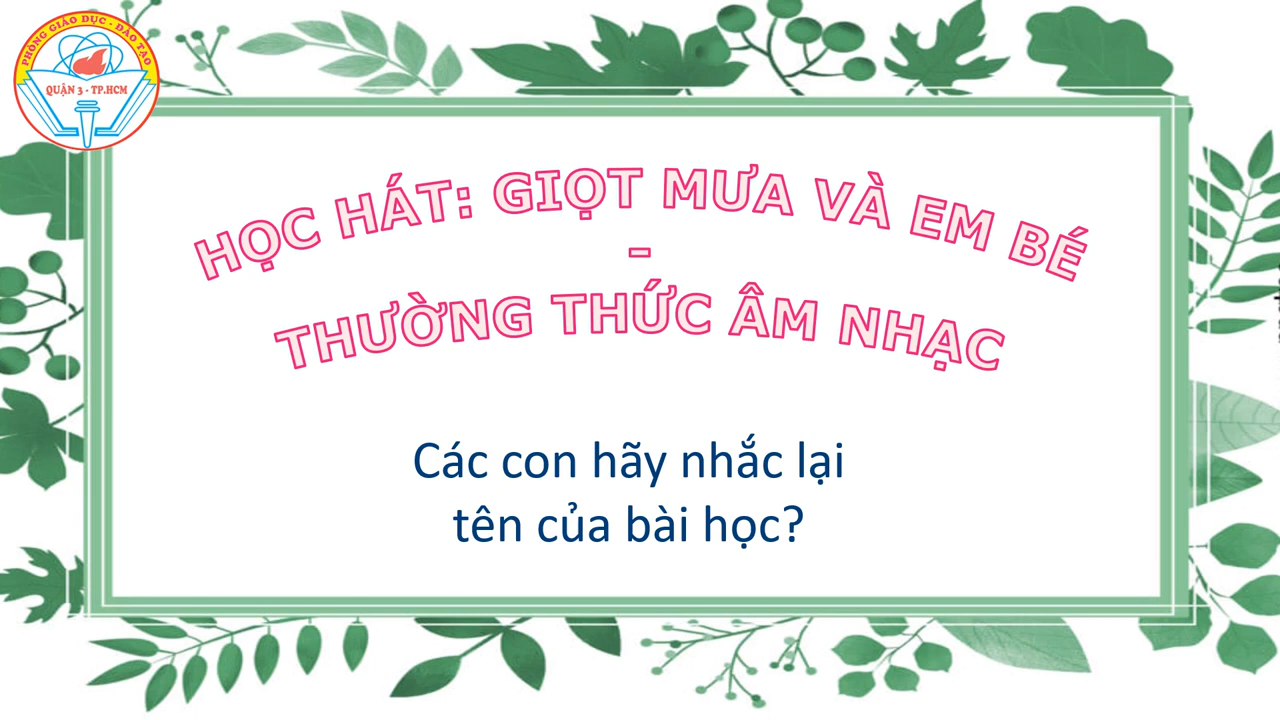 PHÒNG GIÁO DỤC - ĐÀO TẠO
QUẬN 3 - TP.HCM
HỌC HÁT: GIỌT MƯA VÀ EM BÉ
-
THƯỜNG THỨC ÂM NHẠC
Các con hãy nhắc lại
tên của bài học?